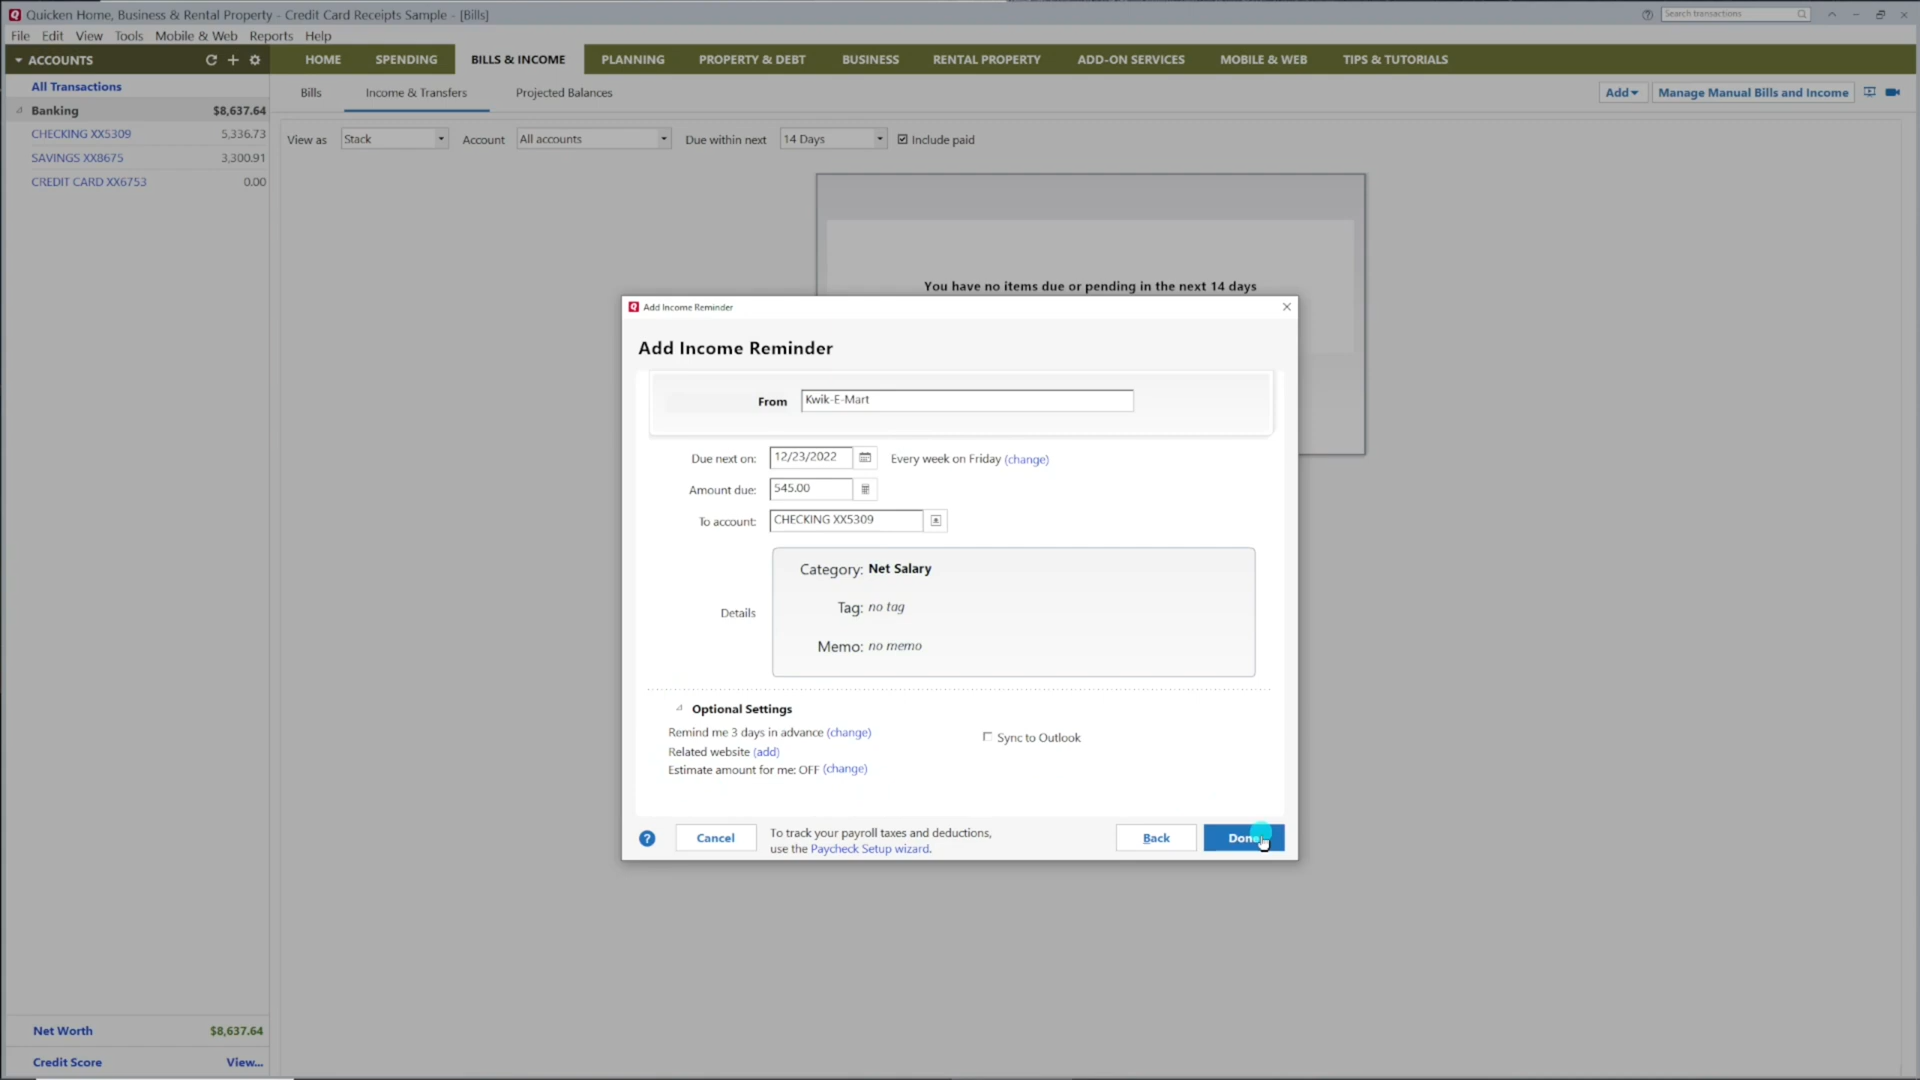 Quicken Home, Business & Rental Property - Credit Card Receipts Sample - [Bills]
Search transactions
File Edit View Tools Mobile & Web Reports Help
ACCOUNTS
HOME SPENDING BILLS & INCOME PLANNING PROPERTY & DEBT BUSINESS RENTAL PROPERTY ADD-ON SERVICES MOBILE & WEB TIPS & TUTORIALS
All Transactions
Banking $8,637.64
CHECKING XX5309 5,336.73
SAVINGS XX8675 3,300.91
CREDIT CARD XX6753 0.00
Bills Income & Transfers Projected Balances
Add Manage Manual Bills and Income
View as Stack Account All accounts Due within next 14 Days Include paid
You have no items due or pending in the next 14 days
Add Income Reminder
Add Income Reminder
From Kwik-E-Mart
Due next on: 12/23/2022 Every week on Friday (change)
Amount due: 545.00
To account: CHECKING XX5309
Details
Category: Net Salary
Tag: no tag
Memo: no memo
Optional Settings
Remind me 3 days in advance (change)
Related website (add)
Estimate amount for me: OFF (change)
Sync to Outlook
? Cancel
To track your payroll taxes and deductions,
use the Paycheck Setup wizard.
Back Done
Net Worth $8,637.64
Credit Score View...